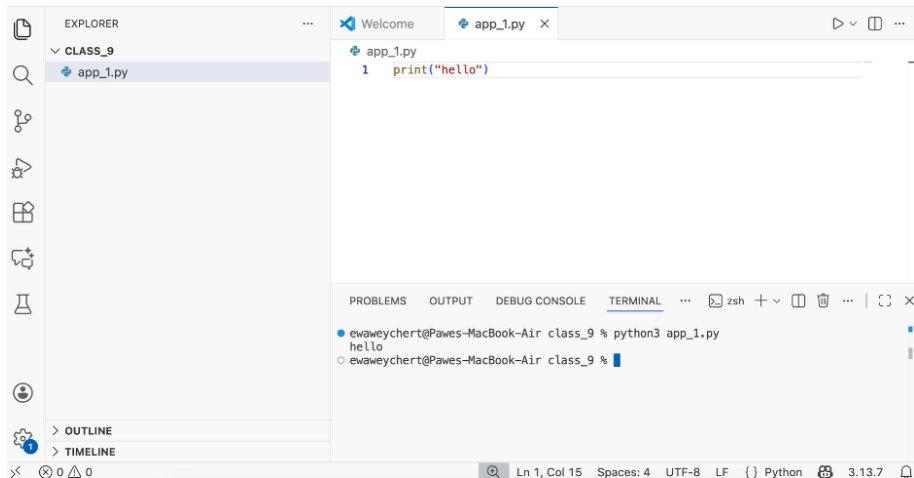 EXPLORER ...
CLASS_9
app_1.py
OUTLINE
TIMELINE
Welcome
app_1.py
...
app_1.py
1 print("hello")
PROBLEMS OUTPUT DEBUG CONSOLE TERMINAL ... zsh ...
ewaweychert@Pawes-MacBook-Air class_9 % python3 app_1.py
hello
ewaweychert@Pawes-MacBook-Air class_9 %
1
0 0 Ln 1, Col 15 Spaces: 4 UTF-8 LF {} Python 3.13.7